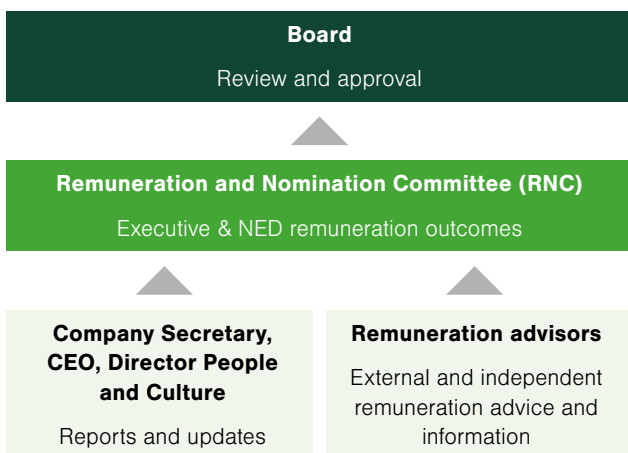 Board
Review and approval
Remuneration and Nomination Committee (RNC)
Executive & NED remuneration outcomes
Company Secretary,
CEO, Director People
and Culture
Reports and updates
Remuneration advisors
External and independent
remuneration advice and
information